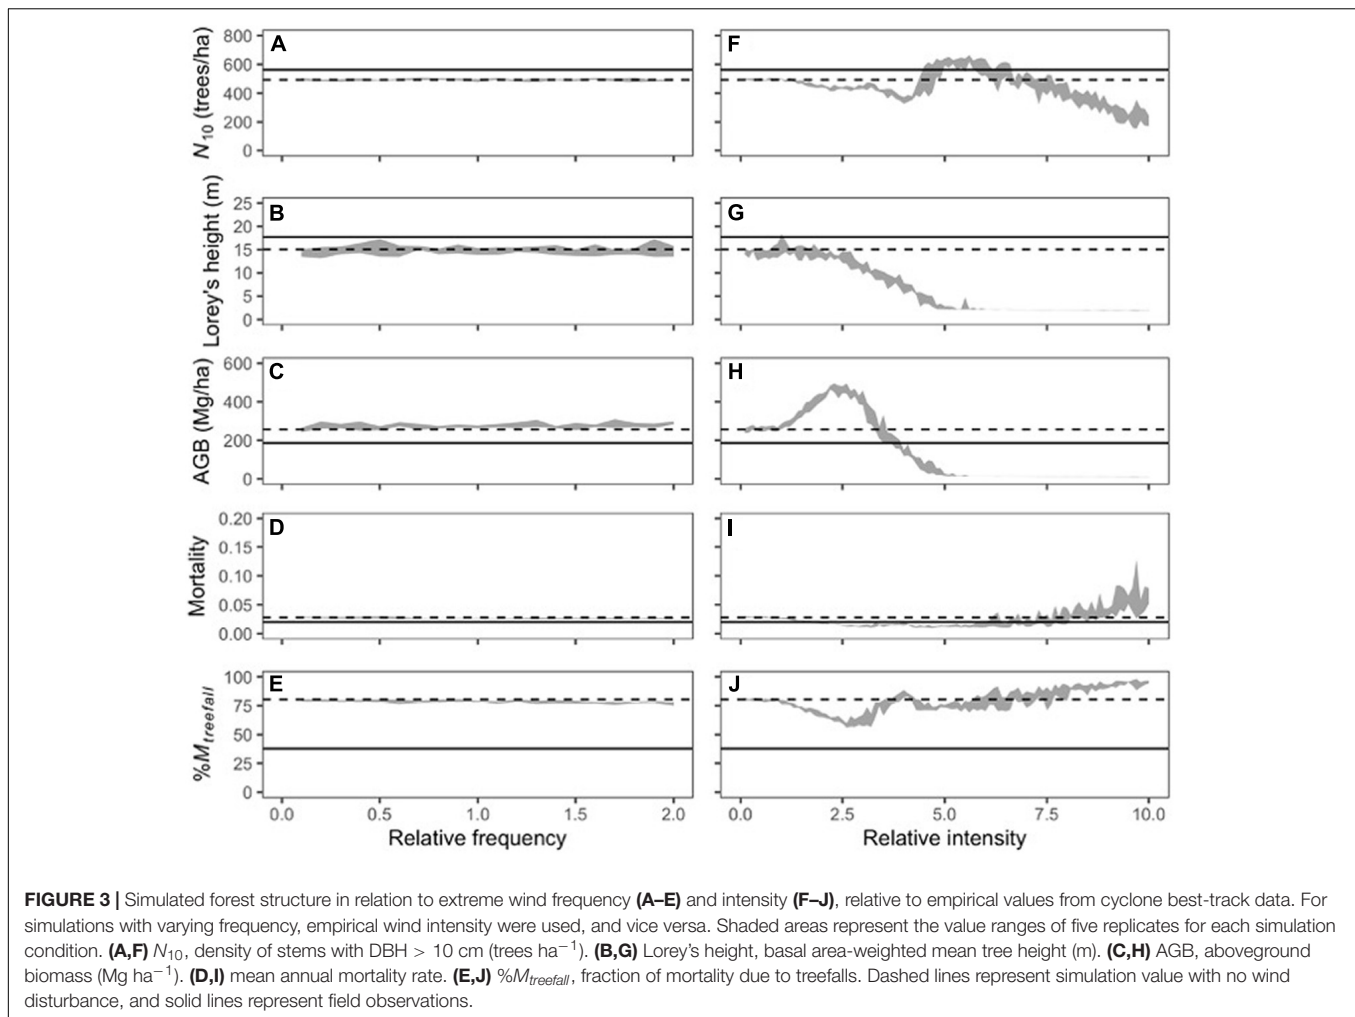 A
F
N10 (trees/ha)
800
600
400
200
0
B
G
Lorey's height (m)
25
20
15
10
5
0
C
H
AGB (Mg/ha)
600
400
200
0
D
I
Mortality
0.20
0.15
0.10
0.05
0.00
E
J
%Mtreefall
100
75
50
25
0
0.0 0.5 1.0 1.5 2.0
Relative frequency
0.0 2.5 5.0 7.5 10.0
Relative intensity
FIGURE 3 | Simulated forest structure in relation to extreme wind frequency (A–E) and intensity (F–J), relative to empirical values from cyclone best-track data. For
simulations with varying frequency, empirical wind intensity were used, and vice versa. Shaded areas represent the value ranges of five replicates for each simulation
condition. (A,F) N10, density of stems with DBH > 10 cm (trees ha−1). (B,G) Lorey's height, basal area-weighted mean tree height (m). (C,H) AGB, aboveground
biomass (Mg ha−1). (D,I) mean annual mortality rate. (E,J) %Mtreefall, fraction of mortality due to treefalls. Dashed lines represent simulation value with no wind
disturbance, and solid lines represent field observations.